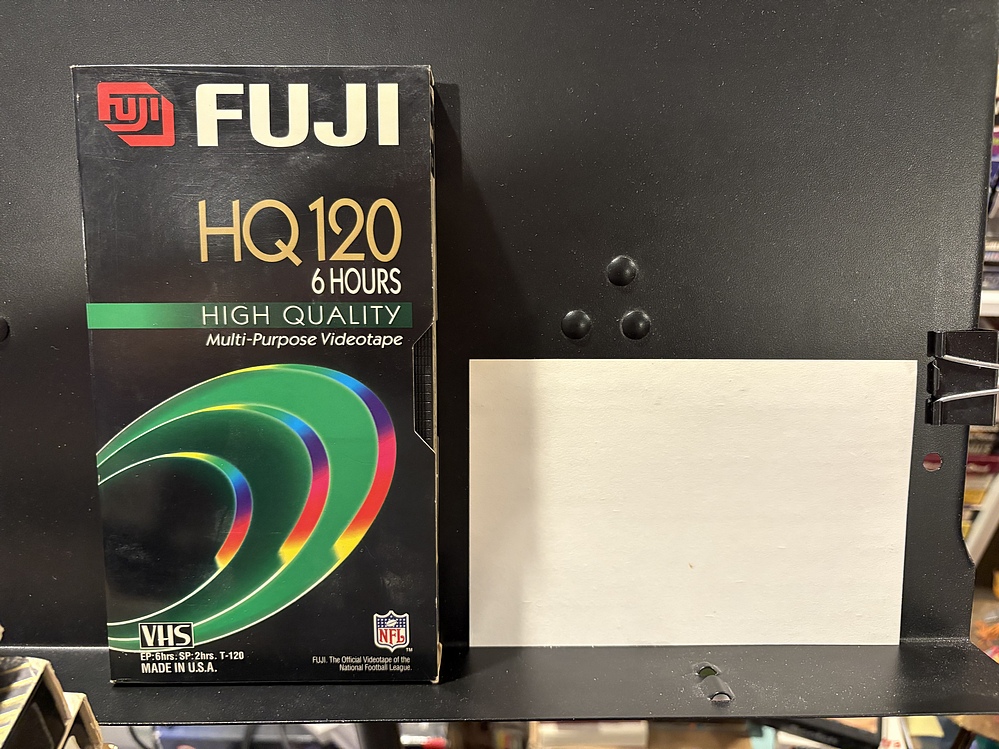 FUJI
FUJI
HQ 120
6 HOURS
HIGH QUALITY
Multi-Purpose Videotape
VHS
EP:6hrs. SP:2hrs. T-120
MADE IN U.S.A.
NFL
TM
FUJI. The Official Videotape of the
National Football League.